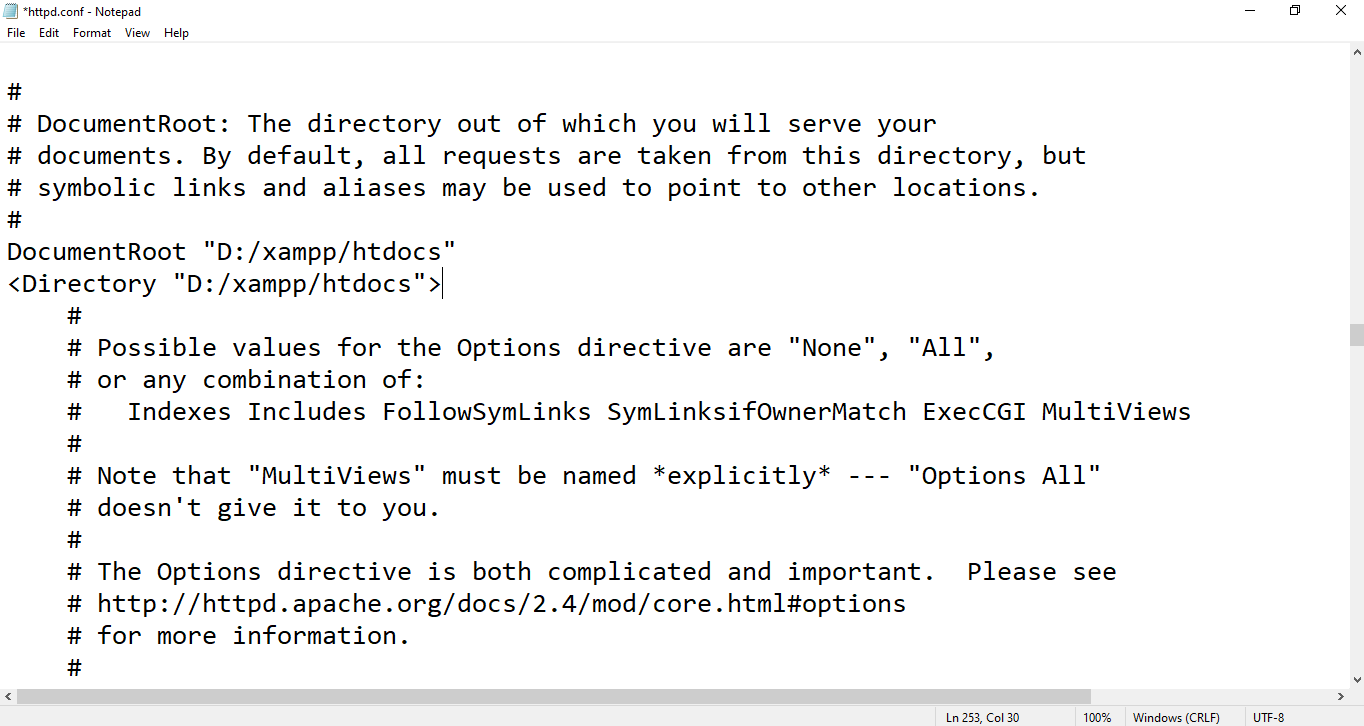 *httpd.conf - Notepad
File Edit Format View Help
#
# DocumentRoot: The directory out of which you will serve your
# documents. By default, all requests are taken from this directory, but
# symbolic links and aliases may be used to point to other locations.
#
DocumentRoot "D:/xampp/htdocs"
<Directory "D:/xampp/htdocs">
    #
    # Possible values for the Options directive are "None", "All",
    # or any combination of:
    #   Indexes Includes FollowSymLinks SymLinksifOwnerMatch ExecCGI MultiViews
    #
    # Note that "MultiViews" must be named *explicitly* --- "Options All"
    # doesn't give it to you.
    #
    # The Options directive is both complicated and important.  Please see
    # http://httpd.apache.org/docs/2.4/mod/core.html#options
    # for more information.
    #
Ln 253, Col 30 100% Windows (CRLF) UTF-8